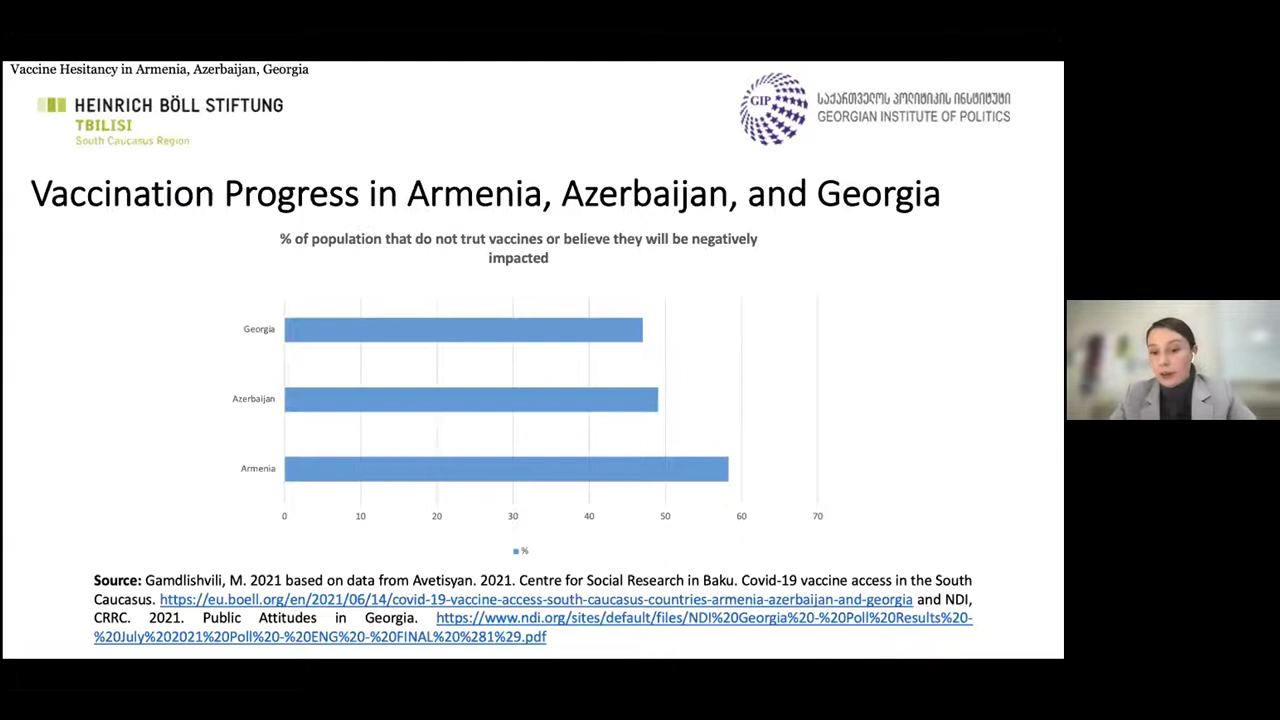 Vaccine Hesitancy in Armenia, Azerbaijan, Georgia
HEINRICH BÖLL STIFTUNG
TBILISI
South Caucasus Region
GIP
საქართველოს პოლიტიკის ინსტიტუტი
GEORGIAN INSTITUTE OF POLITICS
Vaccination Progress in Armenia, Azerbaijan, and Georgia
% of population that do not trut vaccines or believe they will be negatively
impacted
Georgia
Azerbaijan
Armenia
0 10 20 30 40 50 60 70
%
Source: Gamdlishvili, M. 2021 based on data from Avetisyan. 2021. Centre for Social Research in Baku. Covid-19 vaccine access in the South
Caucasus. https://eu.boell.org/en/2021/06/14/covid-19-vaccine-access-south-caucasus-countries-armenia-azerbaijan-and-georgia and NDI,
CRRC. 2021. Public Attitudes in Georgia. https://www.ndi.org/sites/default/files/NDI%20Georgia%20-%20Poll%20Results%20-
%20July%202021%20Poll%20-%20ENG%20-%20FINAL%20%281%29.pdf